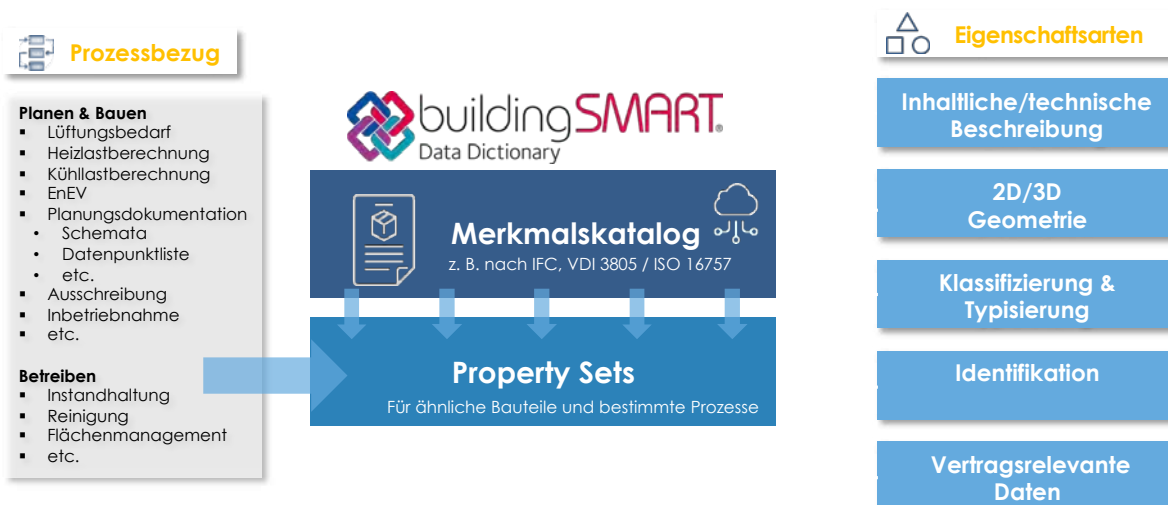 Prozessbezug
Planen & Bauen
▪ Lüftungsbedarf
▪ Heizlastberechnung
▪ Kühllastberechnung
▪ EnEV
▪ Planungsdokumentation
• Schemata
• Datenpunktliste
• etc.
▪ Ausschreibung
▪ Inbetriebnahme
▪ etc.
Betreiben
▪ Instandhaltung
▪ Reinigung
▪ Flächenmanagement
▪ etc.
buildingSMART®
Data Dictionary
Merkmalskatalog
z. B. nach IFC, VDI 3805 / ISO 16757
Property Sets
Für ähnliche Bauteile und bestimmte Prozesse
Eigenschaftsarten
Inhaltliche/technische
Beschreibung
2D/3D
Geometrie
Klassifizierung &
Typisierung
Identifikation
Vertragsrelevante
Daten